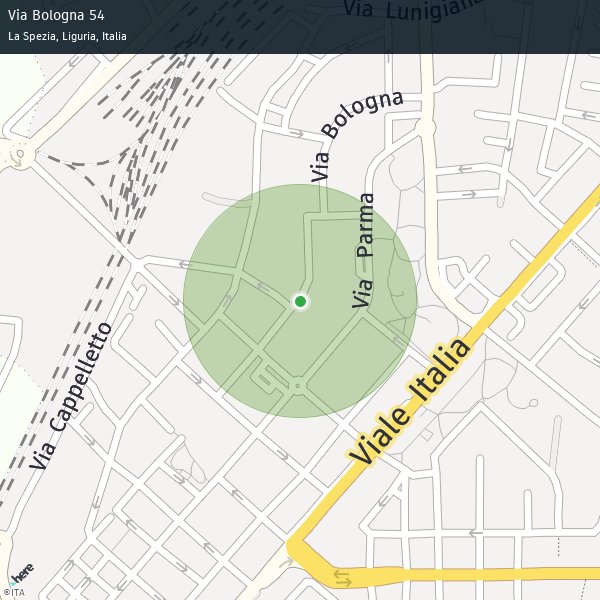 Via Bologna 54
La Spezia, Liguria, Italia
Via Lunigiana
Via Bologna
Via Parma
Via Cappelletto
Viale Italia
here
©ITA